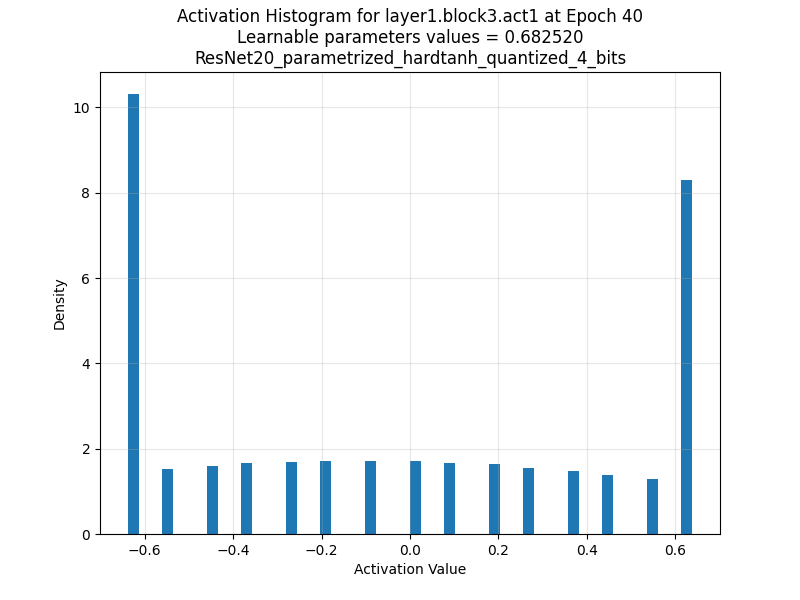 Activation Histogram for layer1.block3.act1 at Epoch 40
Learnable parameters values = 0.682520
ResNet20_parametrized_hardtanh_quantized_4_bits
10
8
6
4
2
0
Density
−0.6 −0.4 −0.2 0.0 0.2 0.4 0.6
Activation Value